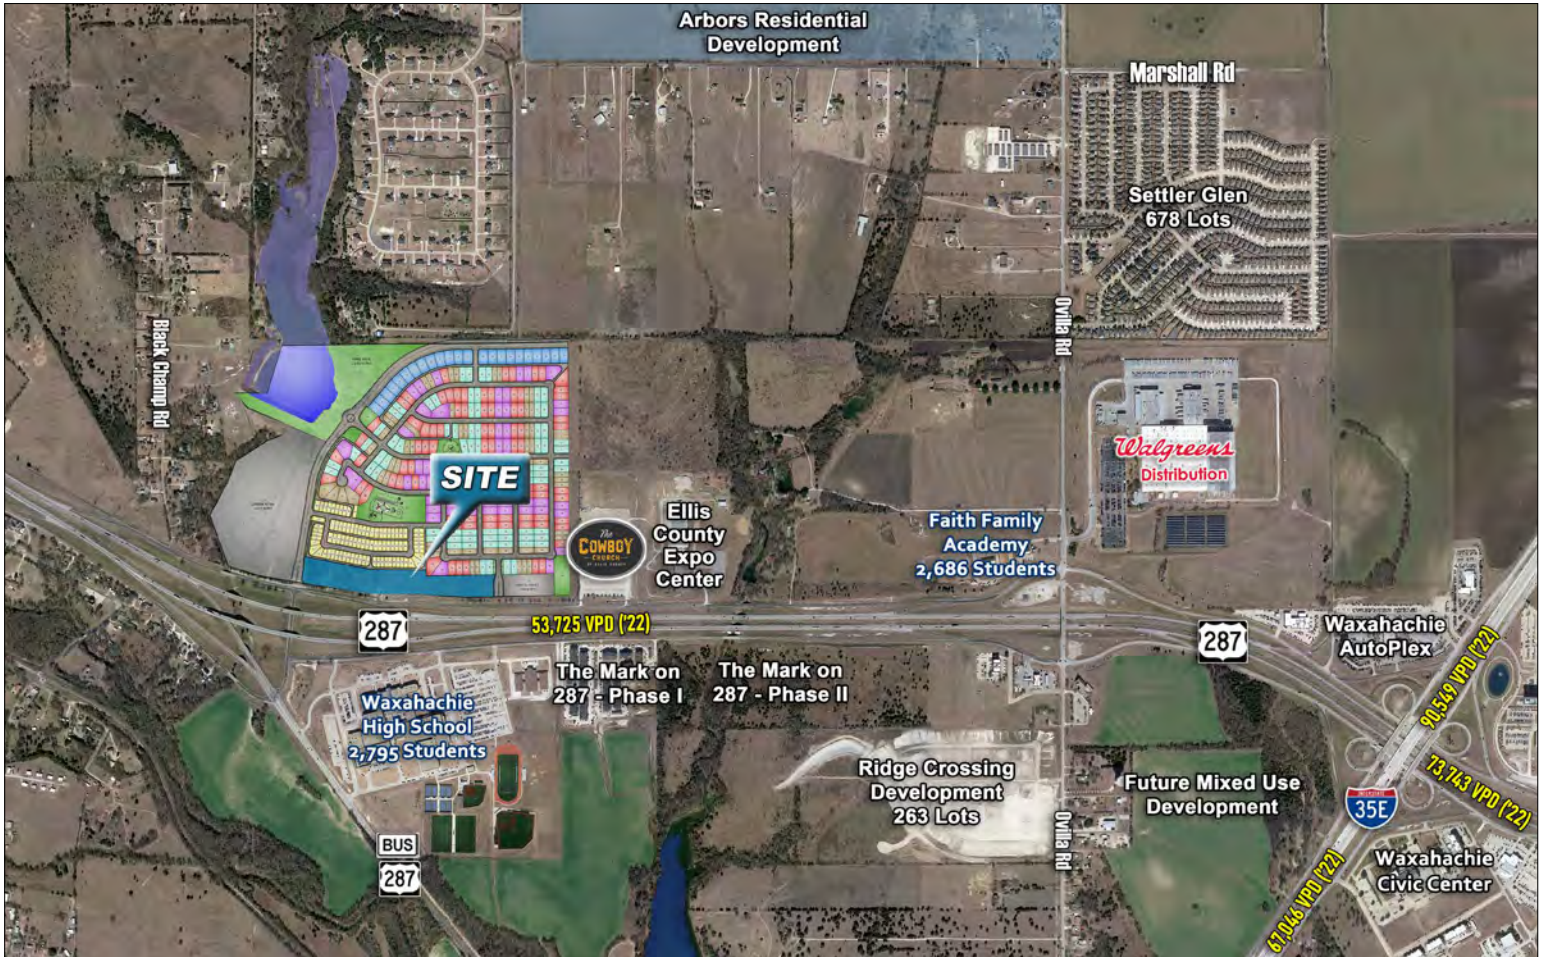 Arbors Residential
Development
Marshall Rd
Settler Glen
678 Lots
Black Champ Rd
Ovilla Rd
SITE
Walgreens
Distribution
The
COWBOY
CHURCH
Ellis
County
Expo
Center
Faith Family
Academy
2,686 Students
287
53,725 VPD ('22)
287
Waxahachie
AutoPlex
90,549 VPD ('22)
The Mark on
287 - Phase I
The Mark on
287 - Phase II
Waxahachie
High School
2,795 Students
Ridge Crossing
Development
263 Lots
Future Mixed Use
Development
73,743 VPD ('22)
INTERSTATE
35E
Ovilla Rd
BUS
287
Waxahachie
Civic Center
67,046 VPD ('22)